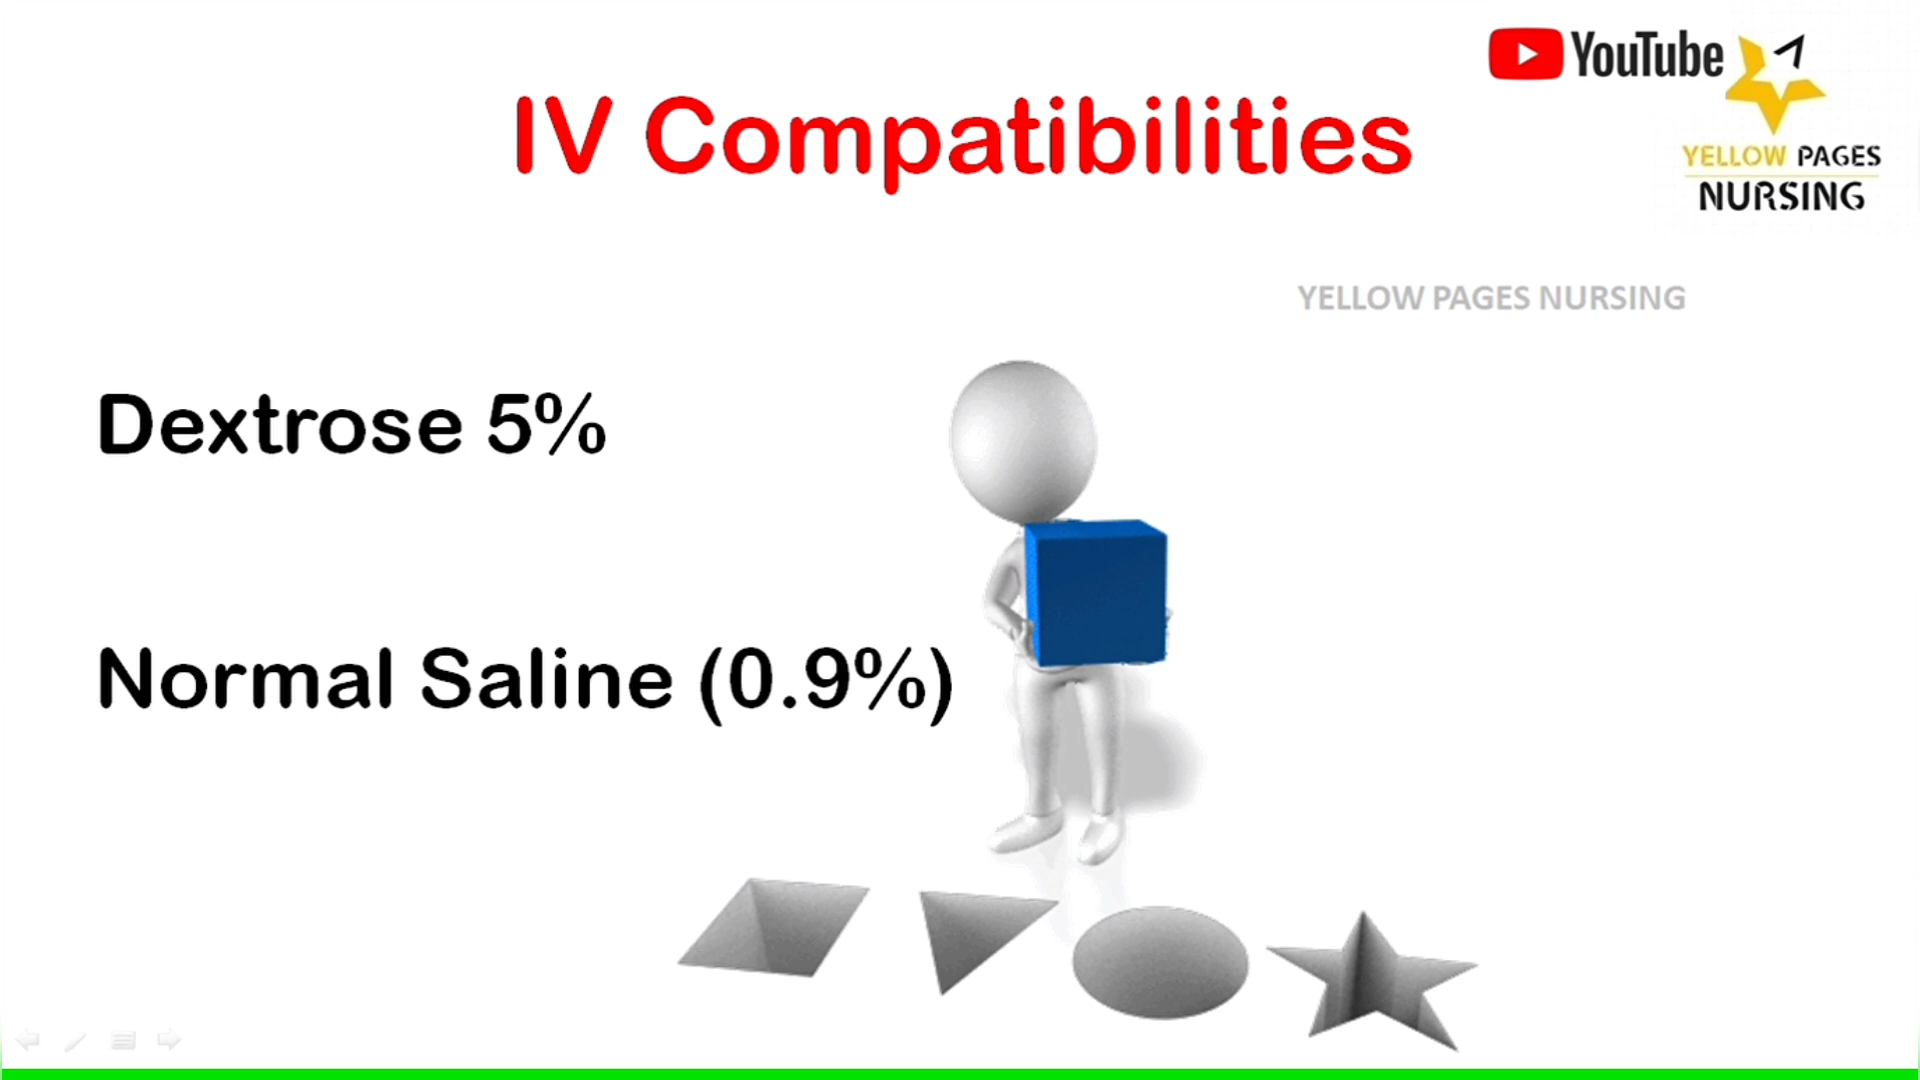 YouTube
IV Compatibilities
YELLOW PAGES
NURSING
YELLOW PAGES NURSING
Dextrose 5%
Normal Saline (0.9%)